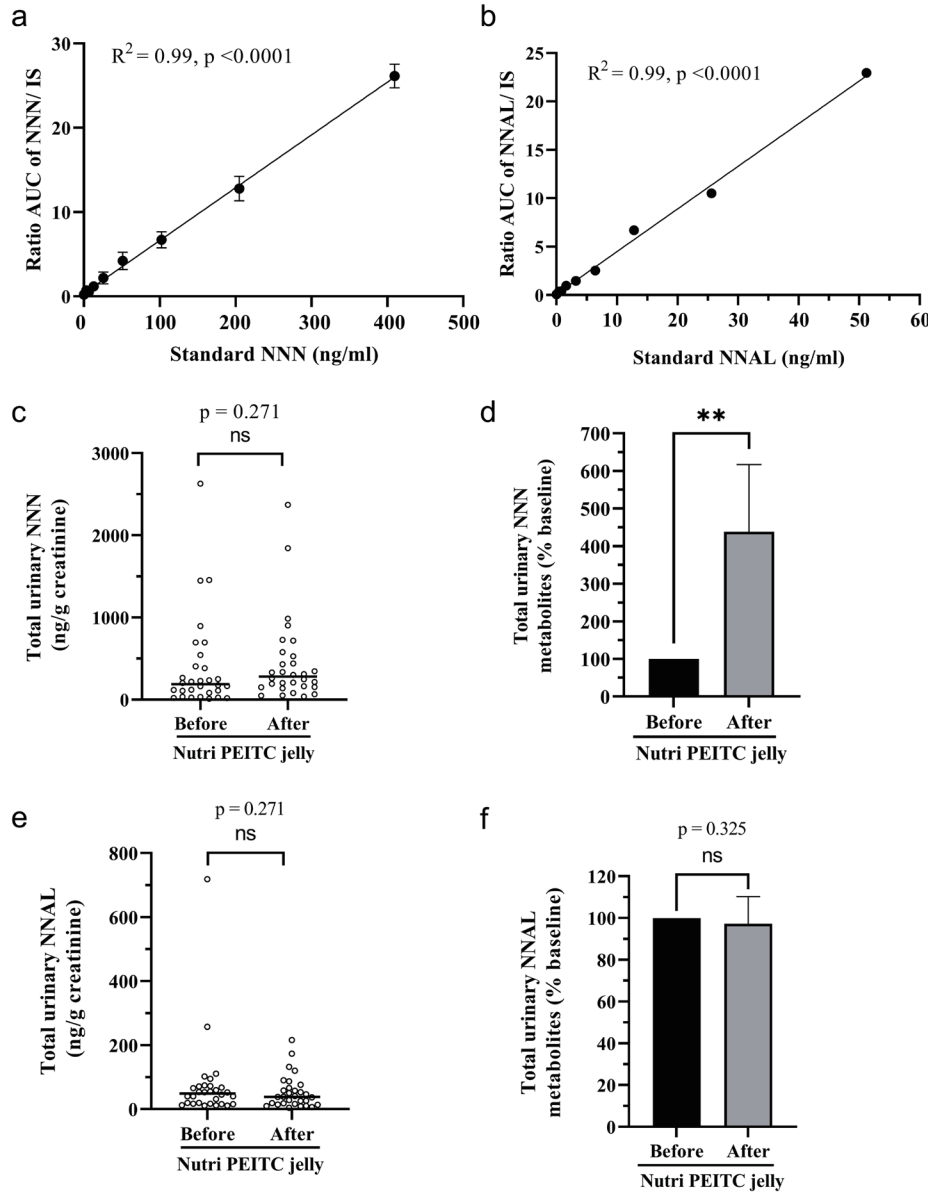 a
R² = 0.99, p <0.0001
Ratio AUC of NNN/ IS
30
20
10
0
0 100 200 300 400 500
Standard NNN (ng/ml)
b
R² = 0.99, p <0.0001
Ratio AUC of NNAL/ IS
25
20
15
10
5
0
0 10 20 30 40 50 60
Standard NNAL (ng/ml)
c
p = 0.271
ns
Total urinary NNN
(ng/g creatinine)
3000
2000
1000
0
Before After
Nutri PEITC jelly
d
**
Total urinary NNN
metabolites (% baseline)
700
600
500
400
300
200
100
0
Before After
Nutri PEITC jelly
e
p = 0.271
ns
Total urinary NNAL
(ng/g creatinine)
800
600
400
200
0
Before After
Nutri PEITC jelly
f
p = 0.325
ns
Total urinary NNAL
metabolites (% baseline)
120
100
80
60
40
20
0
Before After
Nutri PEITC jelly